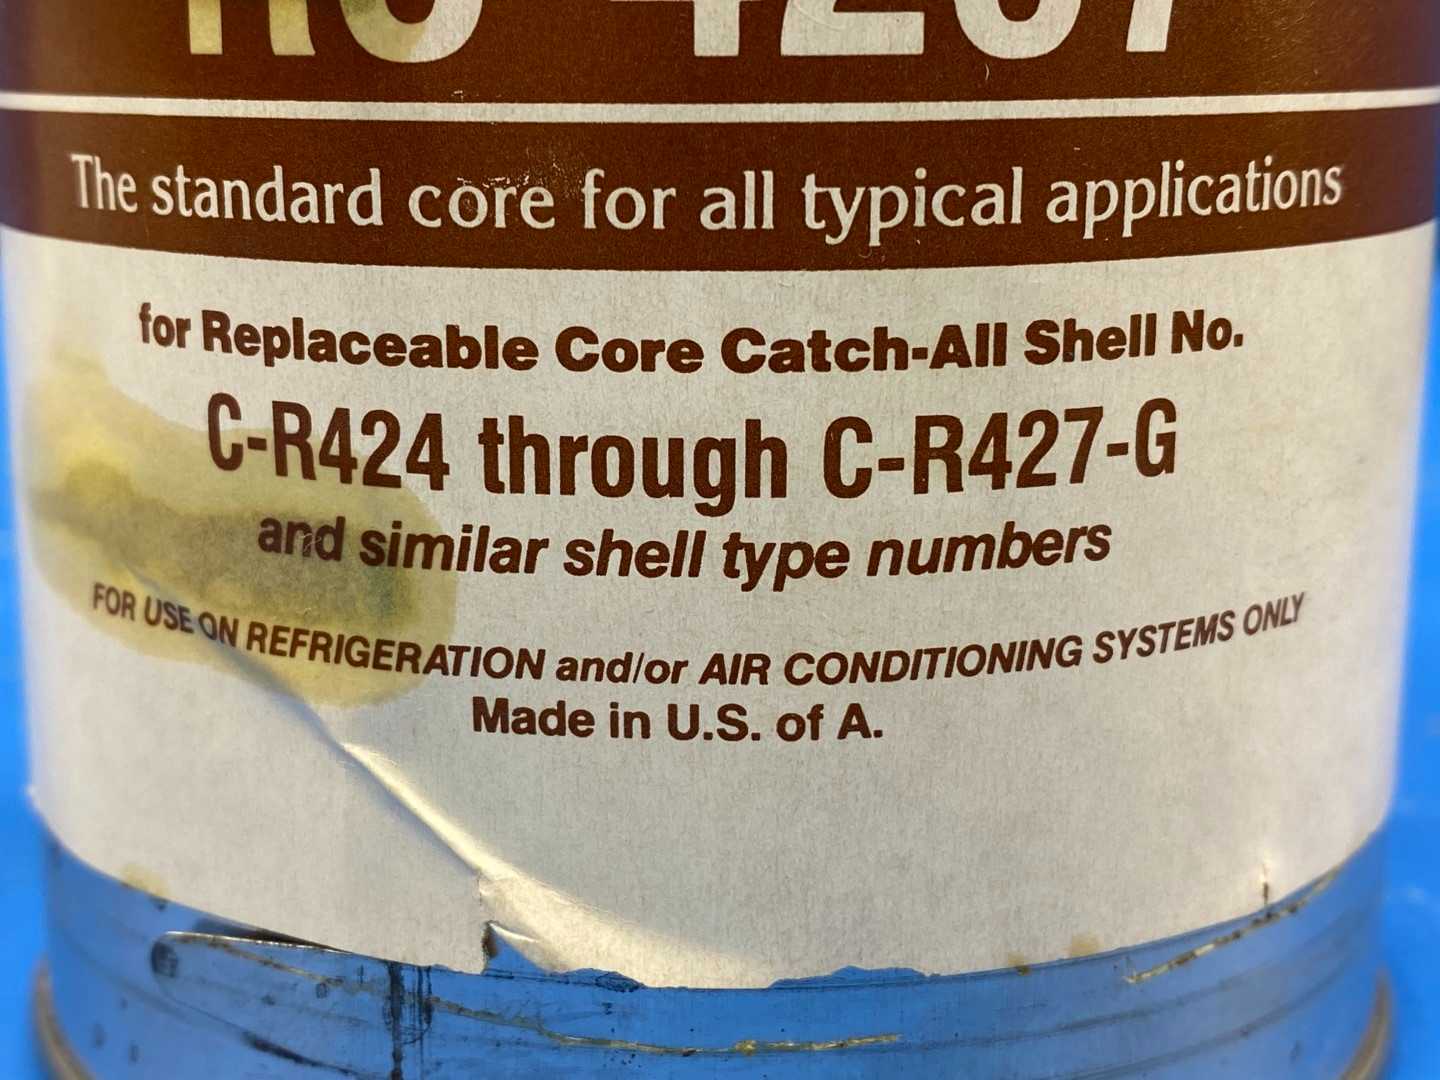 The standard core for all typical applications
for Replaceable Core Catch-All Shell No.
C-R424 through C-R427-G
and similar shell type numbers
FOR USE ON REFRIGERATION and/or AIR CONDITIONING SYSTEMS ONLY
Made in U.S. of A.